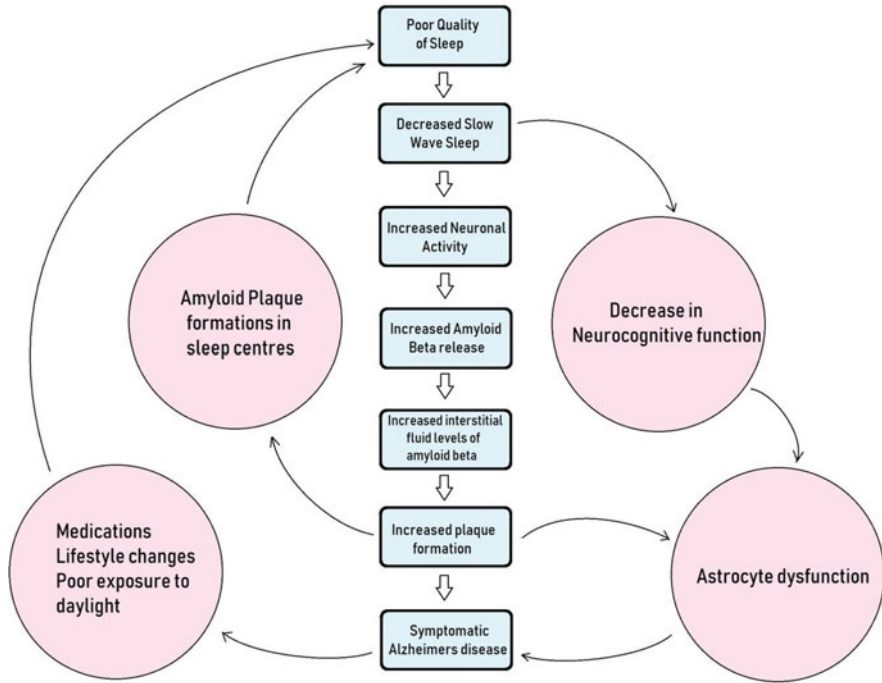 Poor Quality
of Sleep
Decreased Slow
Wave Sleep
Increased Neuronal
Activity
Amyloid Plaque
formations in
sleep centres
Decrease in
Neurocognitive function
Increased Amyloid
Beta release
Increased interstitial
fluid levels of
amyloid beta
Medications
Lifestyle changes
Poor exposure to
daylight
Increased plaque
formation
Astrocyte dysfunction
Symptomatic
Alzheimers disease